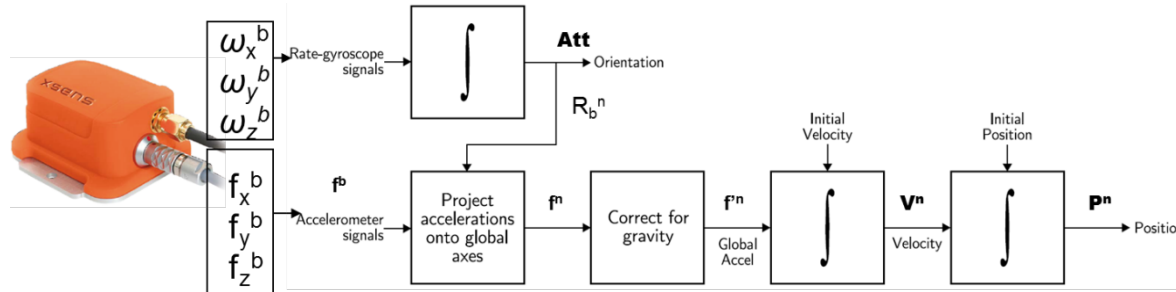 xsens
ω_x^b
ω_y^b
ω_z^b
f_x^b
f_y^b
f_z^b
Rate-gyroscope
signals
∫
Att
Orientation
R_b^n
f^b
Accelerometer
signals
Project
accelerations
onto global
axes
f^n
Correct for
gravity
f'^n
Global
Accel
Initial
Velocity
∫
V^n
Velocity
Initial
Position
∫
P^n
Positio